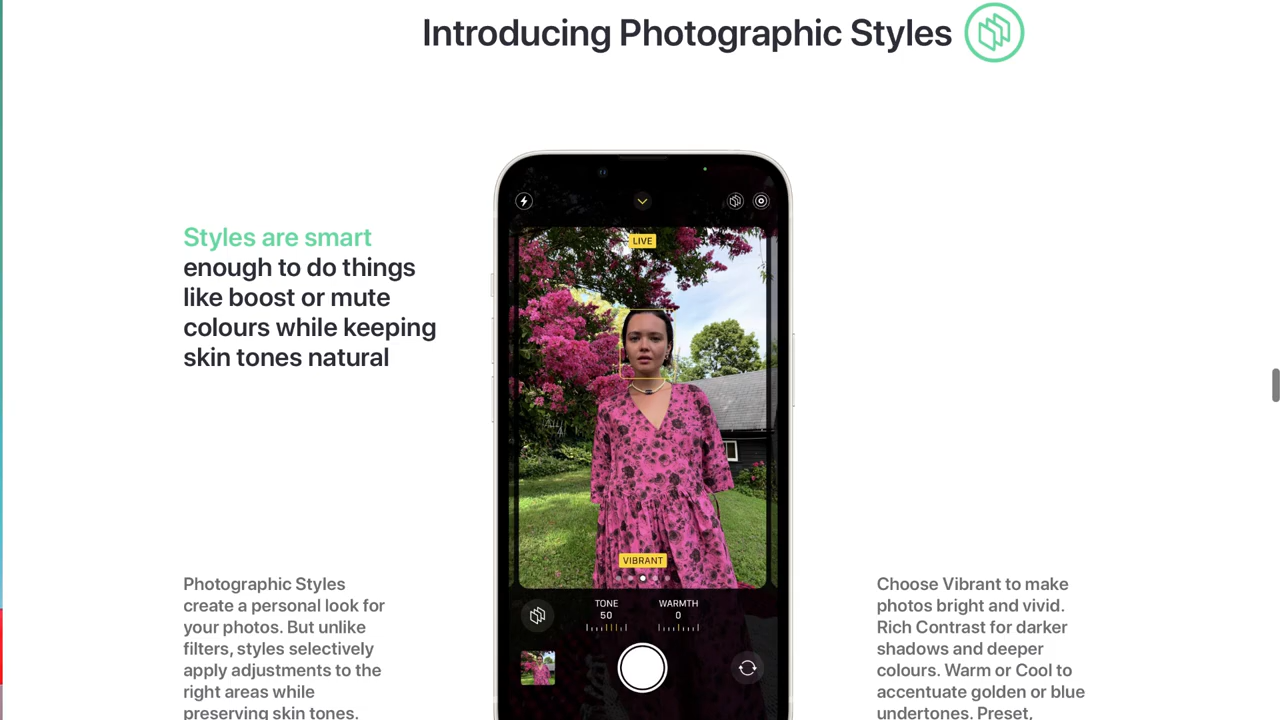 Introducing Photographic Styles
Styles are smart
enough to do things
like boost or mute
colours while keeping
skin tones natural
LIVE
VIBRANT
TONE
50
WARMTH
0
Photographic Styles
create a personal look for
your photos. But unlike
filters, styles selectively
apply adjustments to the
right areas while
preserving skin tones.
Choose Vibrant to make
photos bright and vivid.
Rich Contrast for darker
shadows and deeper
colours. Warm or Cool to
accentuate golden or blue
undertones. Preset,